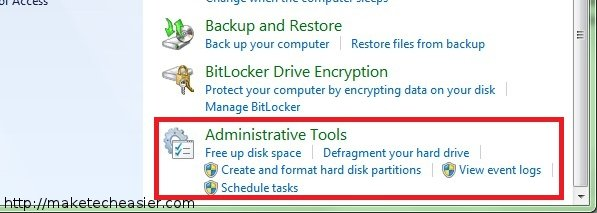 or Access
Change when the computer sleeps
Backup and Restore
Back up your computer | Restore files from backup
BitLocker Drive Encryption
Protect your computer by encrypting data on your disk |
Manage BitLocker
Administrative Tools
Free up disk space | Defragment your hard drive |
Create and format hard disk partitions | View event logs |
Schedule tasks
http://maketecheasier.com